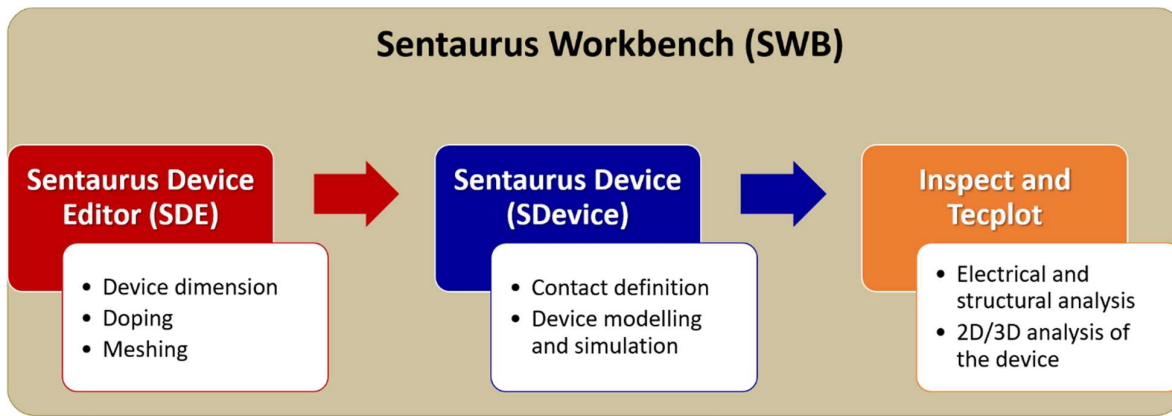 Sentaurus Workbench (SWB)
Sentaurus Device
Editor (SDE)
• Device dimension
• Doping
• Meshing
Sentaurus Device
(SDevice)
• Contact definition
• Device modelling
and simulation
Inspect and
Tecplot
• Electrical and
structural analysis
• 2D/3D analysis of
the device